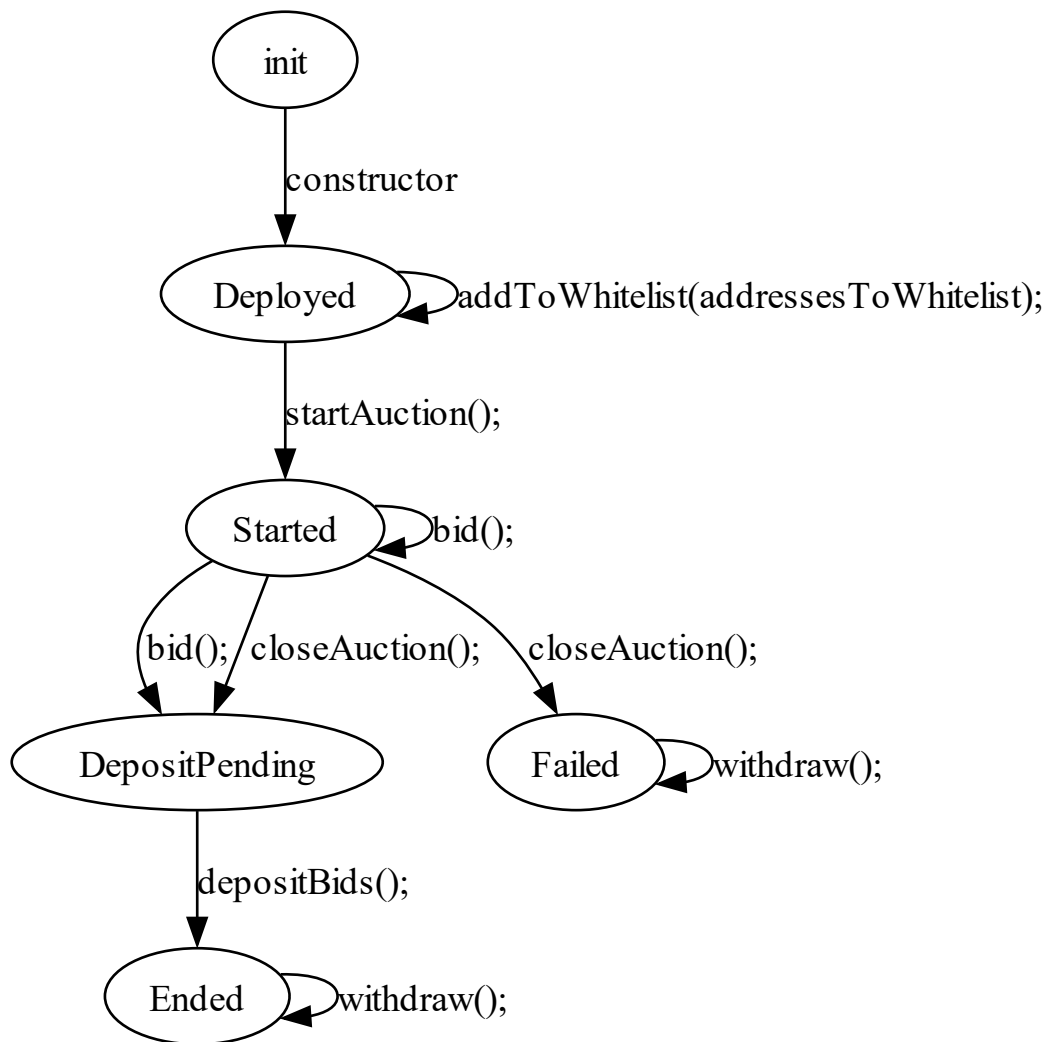 init
constructor
Deployed
addToWhitelist(addressesToWhitelist);
startAuction();
Started
bid();
bid();
closeAuction();
closeAuction();
DepositPending
Failed
withdraw();
depositBids();
Ended
withdraw();